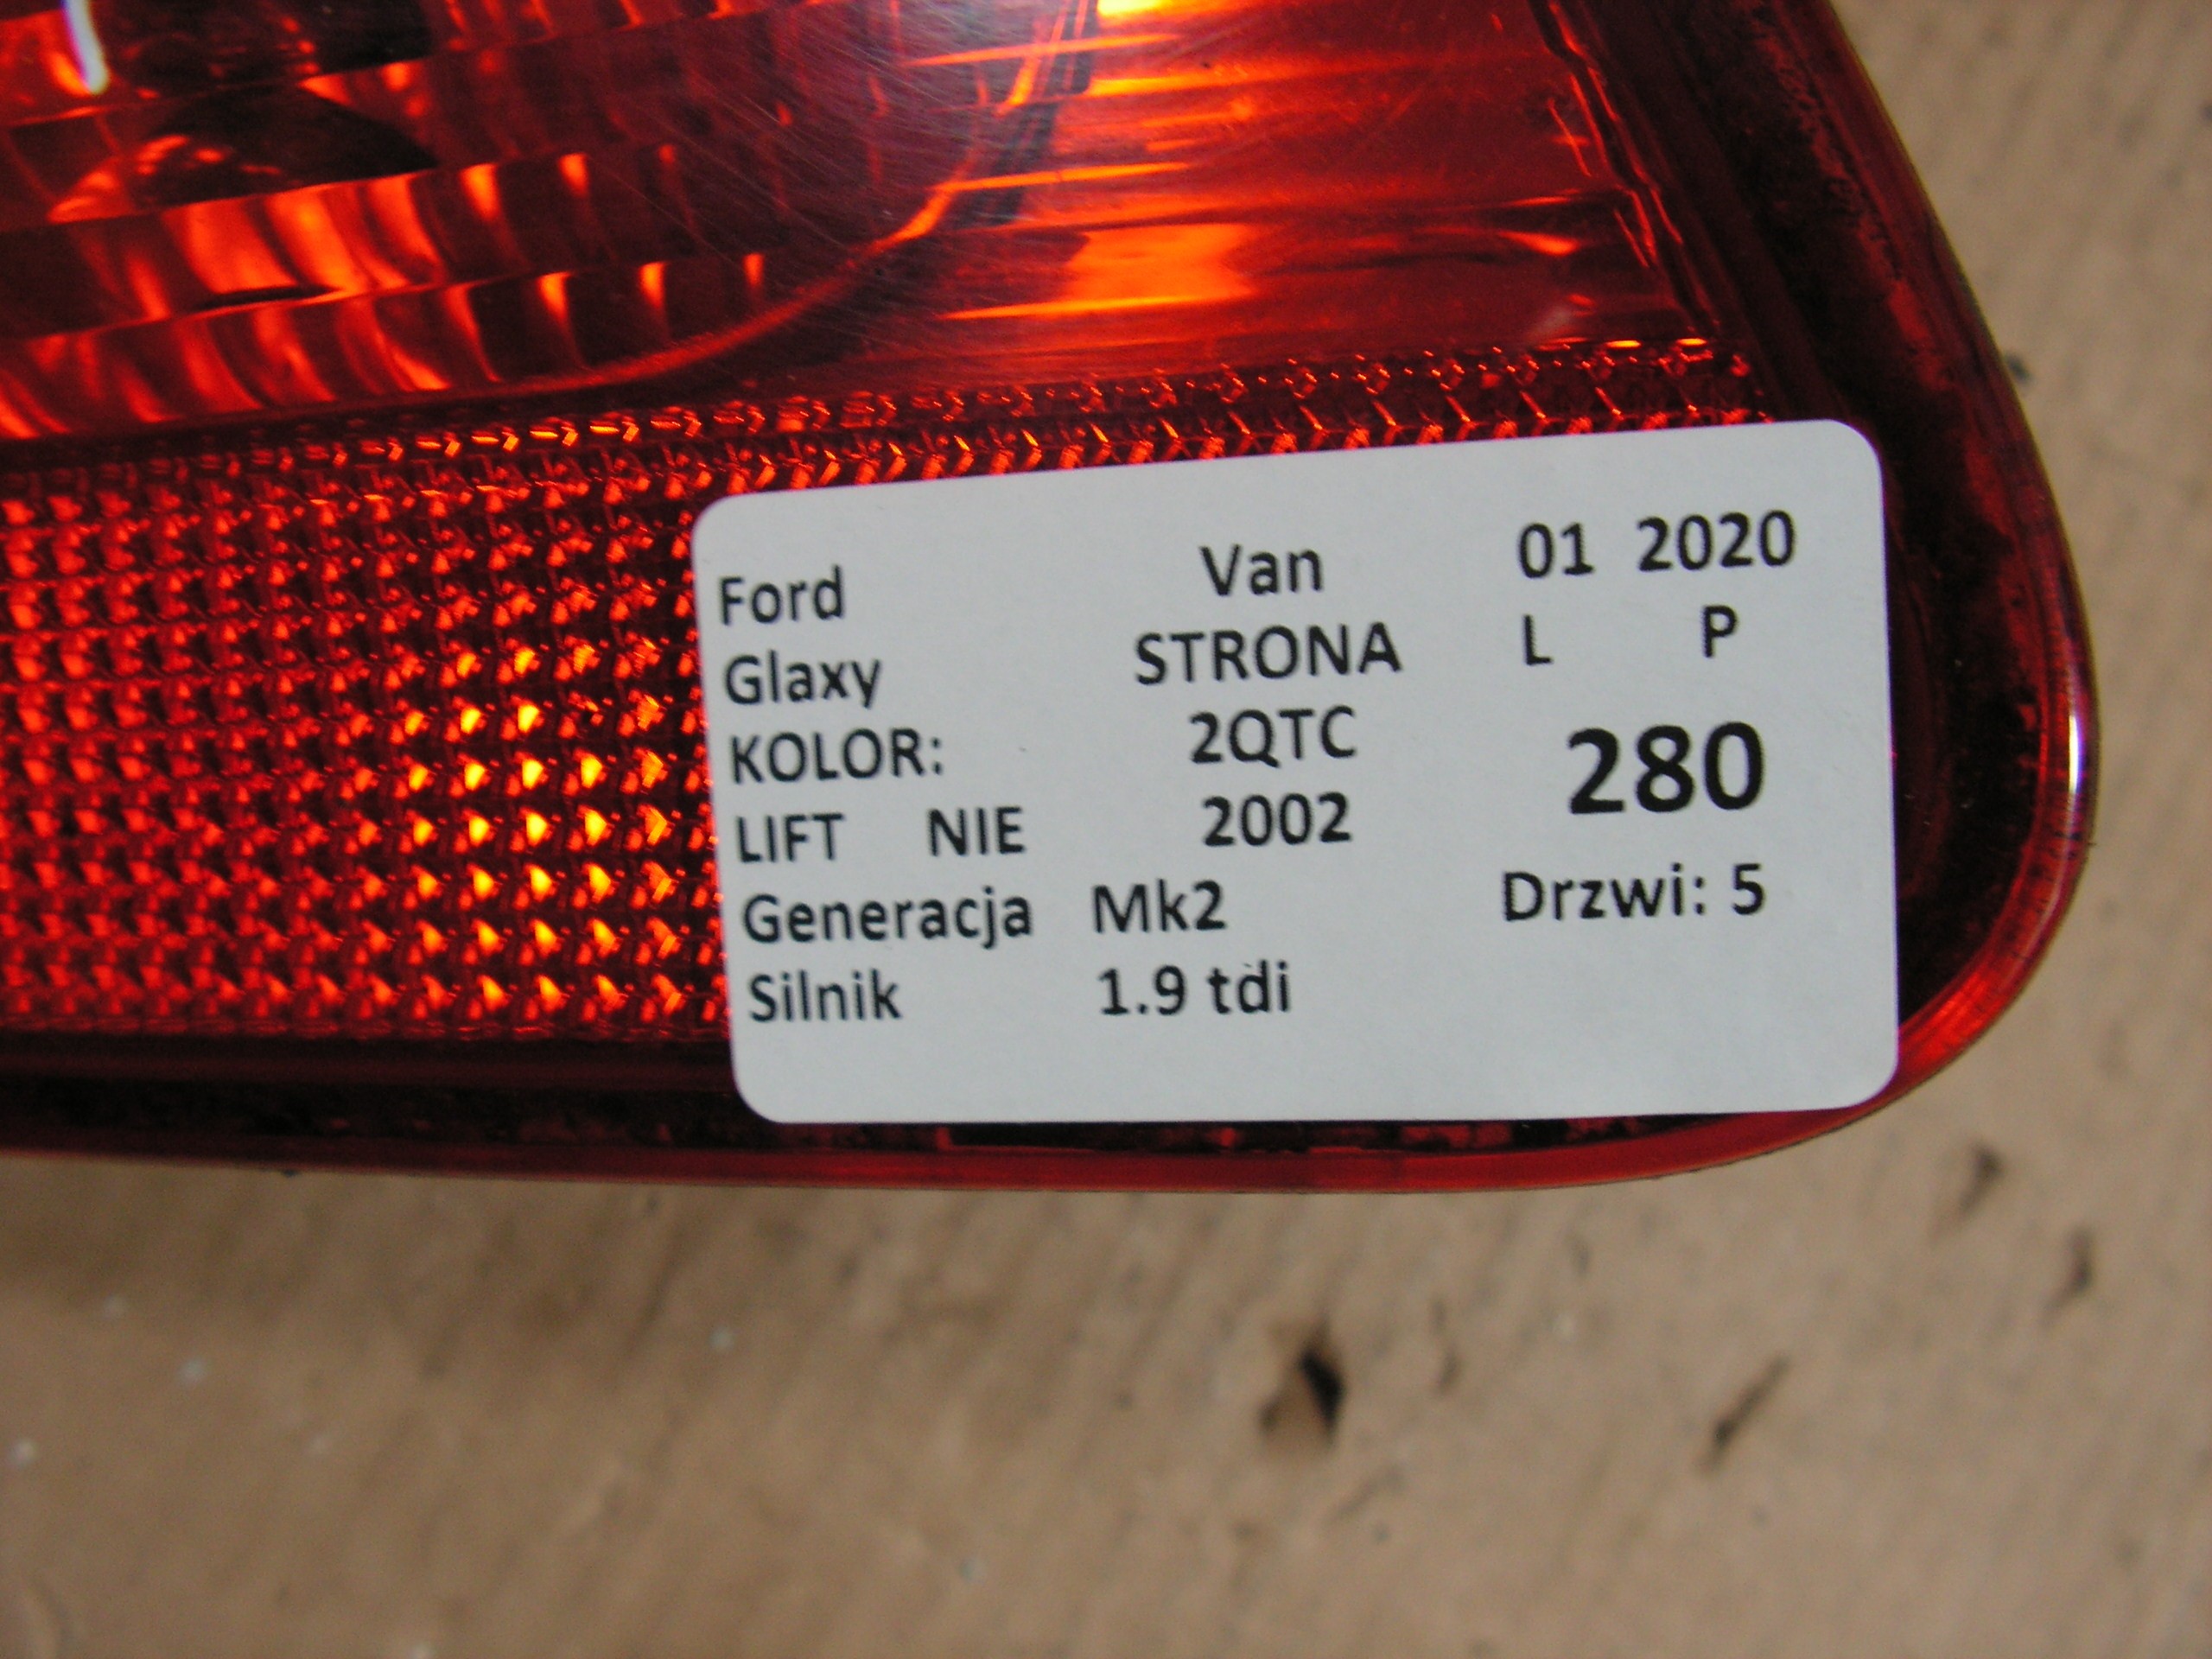 Ford Van 01 2020
Glaxy STRONA L P
KOLOR: 2QTC 280
LIFT NIE 2002
Generacja Mk2 Drzwi: 5
Silnik 1.9 tdi